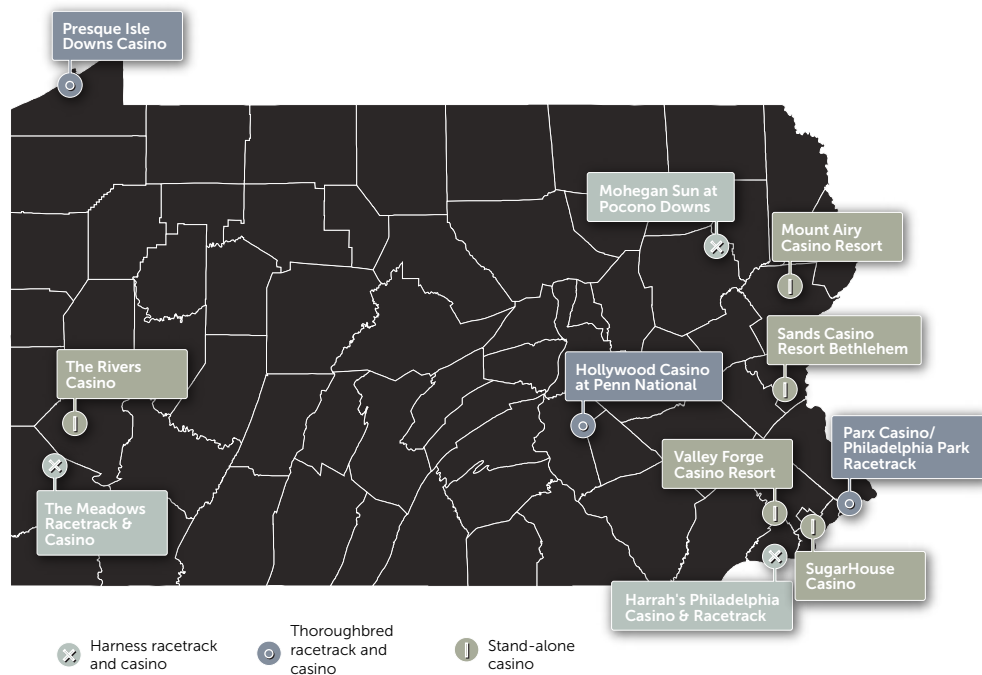 Presque Isle
Downs Casino
Mohegan Sun at
Pocono Downs
Mount Airy
Casino Resort
Sands Casino
Resort Bethlehem
The Rivers
Casino
Hollywood Casino
at Penn National
Parx Casino/
Philadelphia Park
Racetrack
Valley Forge
Casino Resort
The Meadows
Racetrack &
Casino
SugarHouse
Casino
Harrah's Philadelphia
Casino & Racetrack
Harness racetrack
and casino
Thoroughbred
racetrack and
casino
Stand-alone
casino